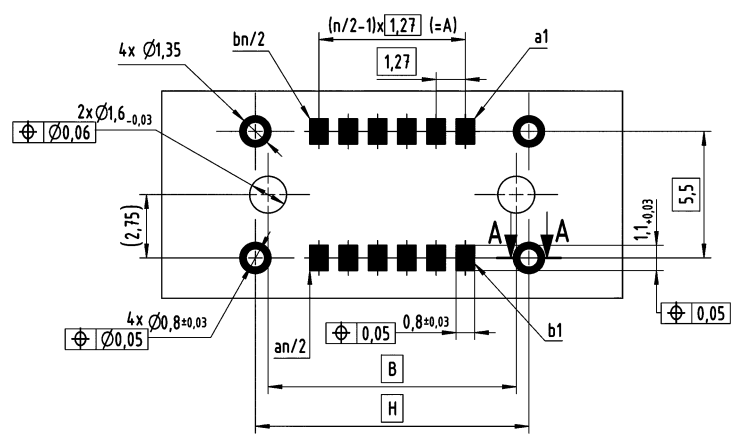 (n/2-1)x 1,27 (=A)
bn/2
a1
4x Ø1,35
1,27
2x Ø1,6 -0,03
⌖ Ø0,06
(2,75)
5,5
1,1 ±0,03
A A
4x Ø0,8±0,03
⌖ Ø0,05
⌖ 0,05
0,8±0,03
⌖ 0,05
an/2
b1
B
H